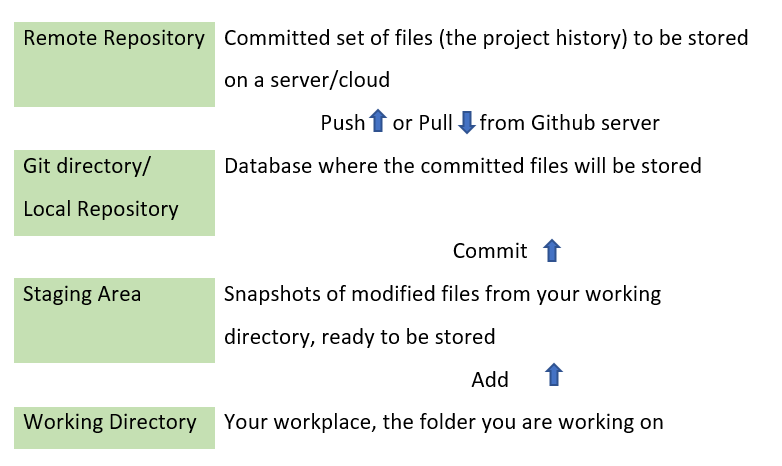 Remote Repository Committed set of files (the project history) to be stored
on a server/cloud
Push or Pull from Github server
Git directory/ Database where the committed files will be stored
Local Repository
Commit
Staging Area Snapshots of modified files from your working
directory, ready to be stored
Add
Working Directory Your workplace, the folder you are working on